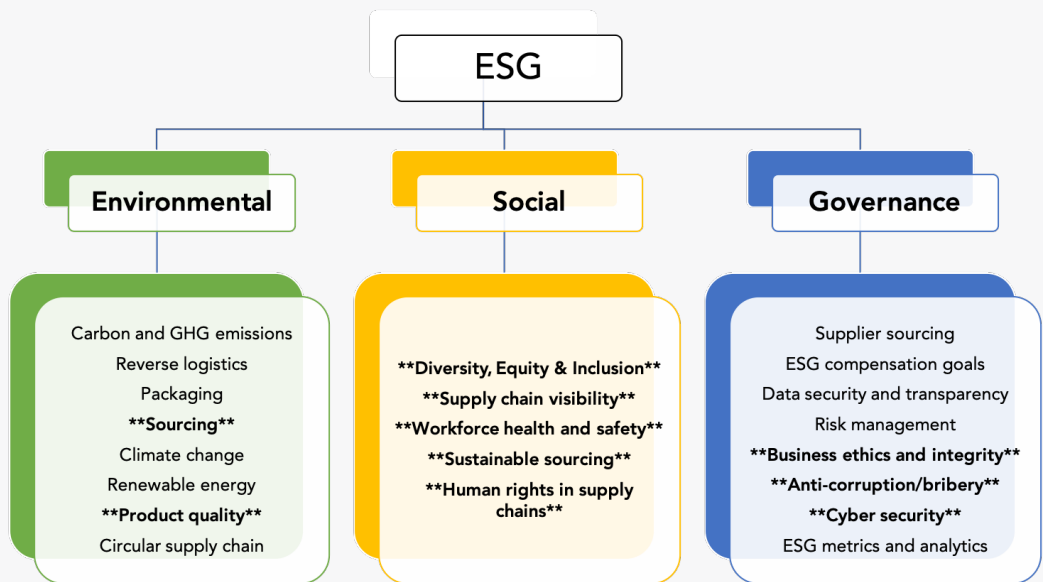 ESG
Environmental
Social
Governance
Carbon and GHG emissions
Reverse logistics
Packaging
**Sourcing**
Climate change
Renewable energy
**Product quality**
Circular supply chain
**Diversity, Equity & Inclusion**
**Supply chain visibility**
**Workforce health and safety**
**Sustainable sourcing**
**Human rights in supply
chains**
Supplier sourcing
ESG compensation goals
Data security and transparency
Risk management
**Business ethics and integrity**
**Anti-corruption/bribery**
**Cyber security**
ESG metrics and analytics